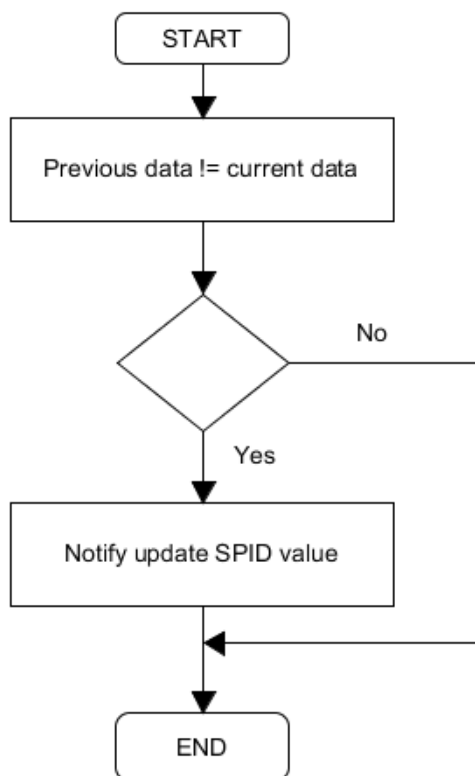 START
Previous data != current data
No
Yes
Notify update SPID value
END